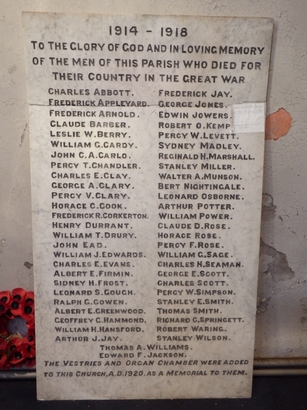 1914 - 1918
TO THE GLORY OF GOD AND IN LOVING MEMORY
OF THE MEN OF THIS PARISH WHO DIED FOR
THEIR COUNTRY IN THE GREAT WAR
CHARLES ABBOTT. FREDERICK JAY.
FREDERICK APPLEYARD. GEORGE JONES.
FREDERICK ARNOLD. EDWIN JOWERS.
CLAUDE BARBER. ROBERT O. KEMP
LESLIE W. BERRY. PERCY W. LEVETT.
WILLIAM G. CARDY. SYDNEY MADLEY.
JOHN C. A. CARLO. REGINALD H. MARSHALL.
PERCY T. CHANDLER. STANLEY MILLER.
CHARLES E. CLAY. WALTER A. MUNSON.
GEORGE A. CLARY. BERT NIGHTINGALE.
PERCY V. CLARY. LEONARD OSBORNE.
HORACE C. COOK. ARTHUR POTTER.
FREDERICK R. CORKERTON. WILLIAM POWER.
HENRY DURRANT. CLAUDE D. ROSE.
WILLIAM T. DRURY. HORACE ROSE.
JOHN EAD. PERCY F. ROSE.
WILLIAM J. EDWARDS. WILLIAM G. SAGE.
CHARLES E. EVANS. CHARLES H. SEAMAN.
ALBERT E. FIRMIN. GEORGE E. SCOTT.
SIDNEY H. FROST. CHARLES SCOTT.
LEONARD S. GOUCH. PERCY W. SIMPSON.
RALPH G. GOWEN. STANLEY E. SMITH.
ALBERT E. GREENWOOD. THOMAS SMITH.
GEOFFREY C. HAMMOND. RICHARD C. SPRINGETT.
WILLIAM H. HANSFORD. ROBERT WARING.
ARTHUR J. JAY. STANLEY WILSON.
THOMAS A. WILLIAMS.
EDWARD F. JACKSON.
THE VESTRIES AND ORGAN CHAMBER WERE ADDED
TO THIS CHURCH, A.D. 1920. AS A MEMORIAL TO THEM.